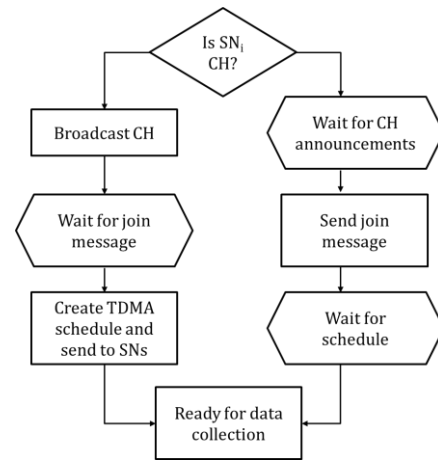 Is SNᵢ
CH?
Broadcast CH
Wait for CH
announcements
Wait for join
message
Send join
message
Create TDMA
schedule and
send to SNs
Wait for
schedule
Ready for data
collection